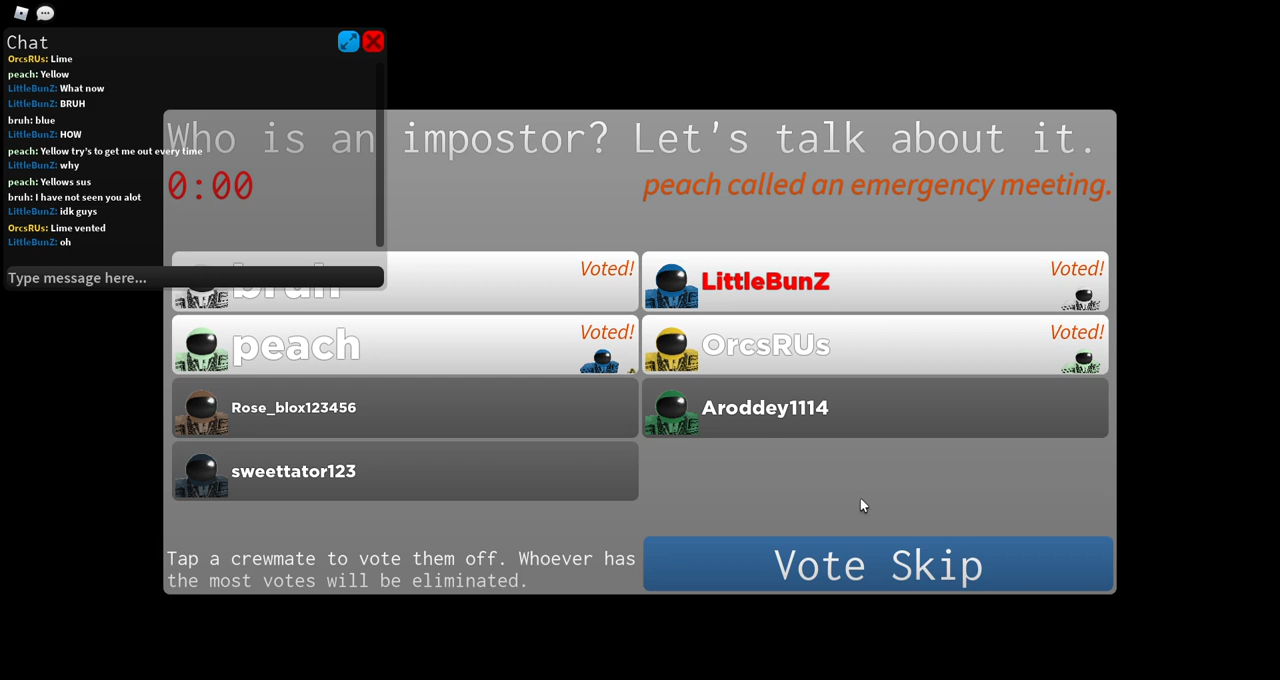 Chat
OrcsRUs: Lime
peach: Yellow
LittleBunZ: What now
LittleBunZ: BRUH
bruh: blue
LittleBunZ: HOW
peach: Yellow try's to get me out every time
LittleBunZ: why
peach: Yellows sus
bruh: I have not seen you alot
LittleBunZ: idk guys
OrcsRUs: Lime vented
LittleBunZ: oh
Type message here...
Who is an impostor? Let's talk about it.
0:00
peach called an emergency meeting.
bruh
Voted!
LittleBunZ
Voted!
peach
Voted!
OrcsRUs
Voted!
Rose_blox123456
Aroddey1114
sweettator123
Tap a crewmate to vote them off. Whoever has
the most votes will be eliminated.
Vote Skip